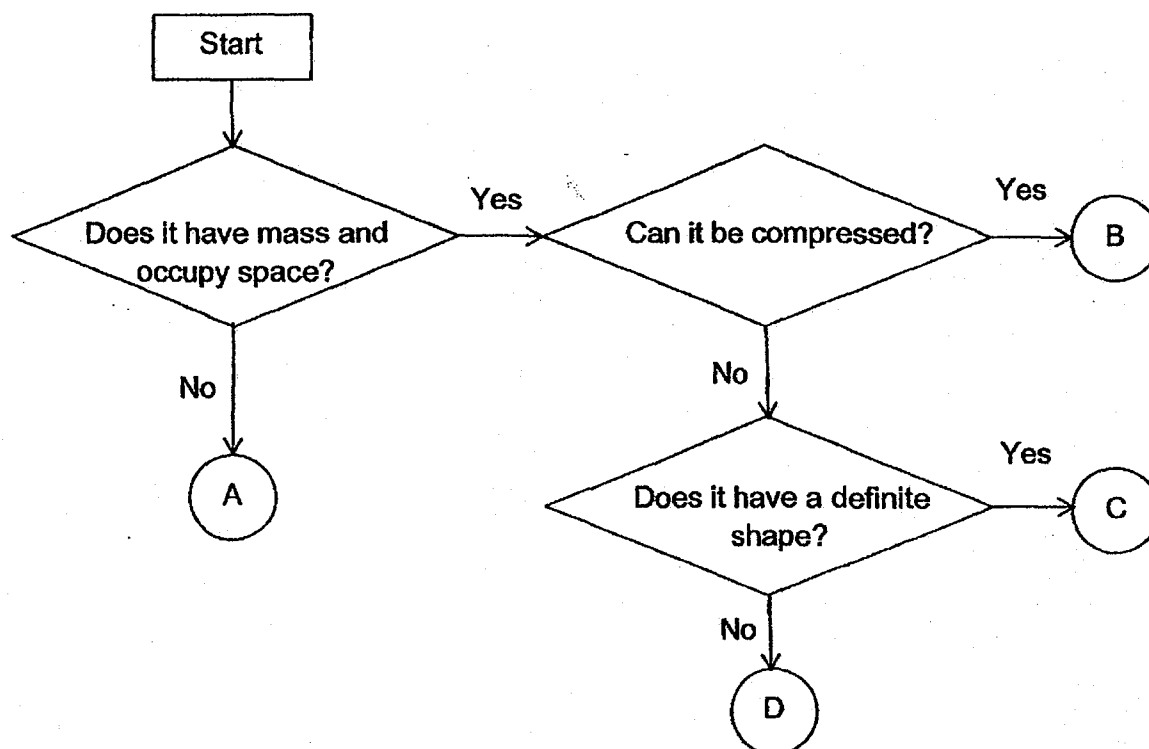 Start
Does it have mass and
occupy space?
Yes
Can it be compressed?
Yes
B
No
A
No
Does it have a definite
shape?
Yes
C
No
D